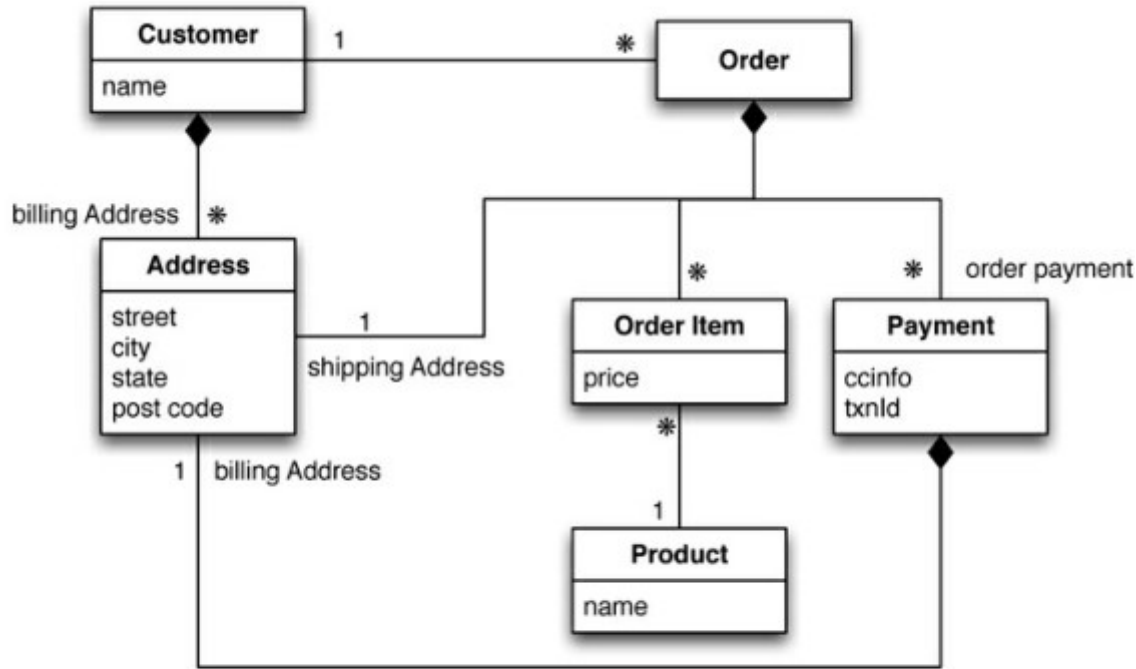 Customer
name
1
*
Order
billing Address
*
Address
street
city
state
post code
1
shipping Address
*
Order Item
price
*
order payment
Payment
ccinfo
txnId
*
1
Product
name
1
billing Address